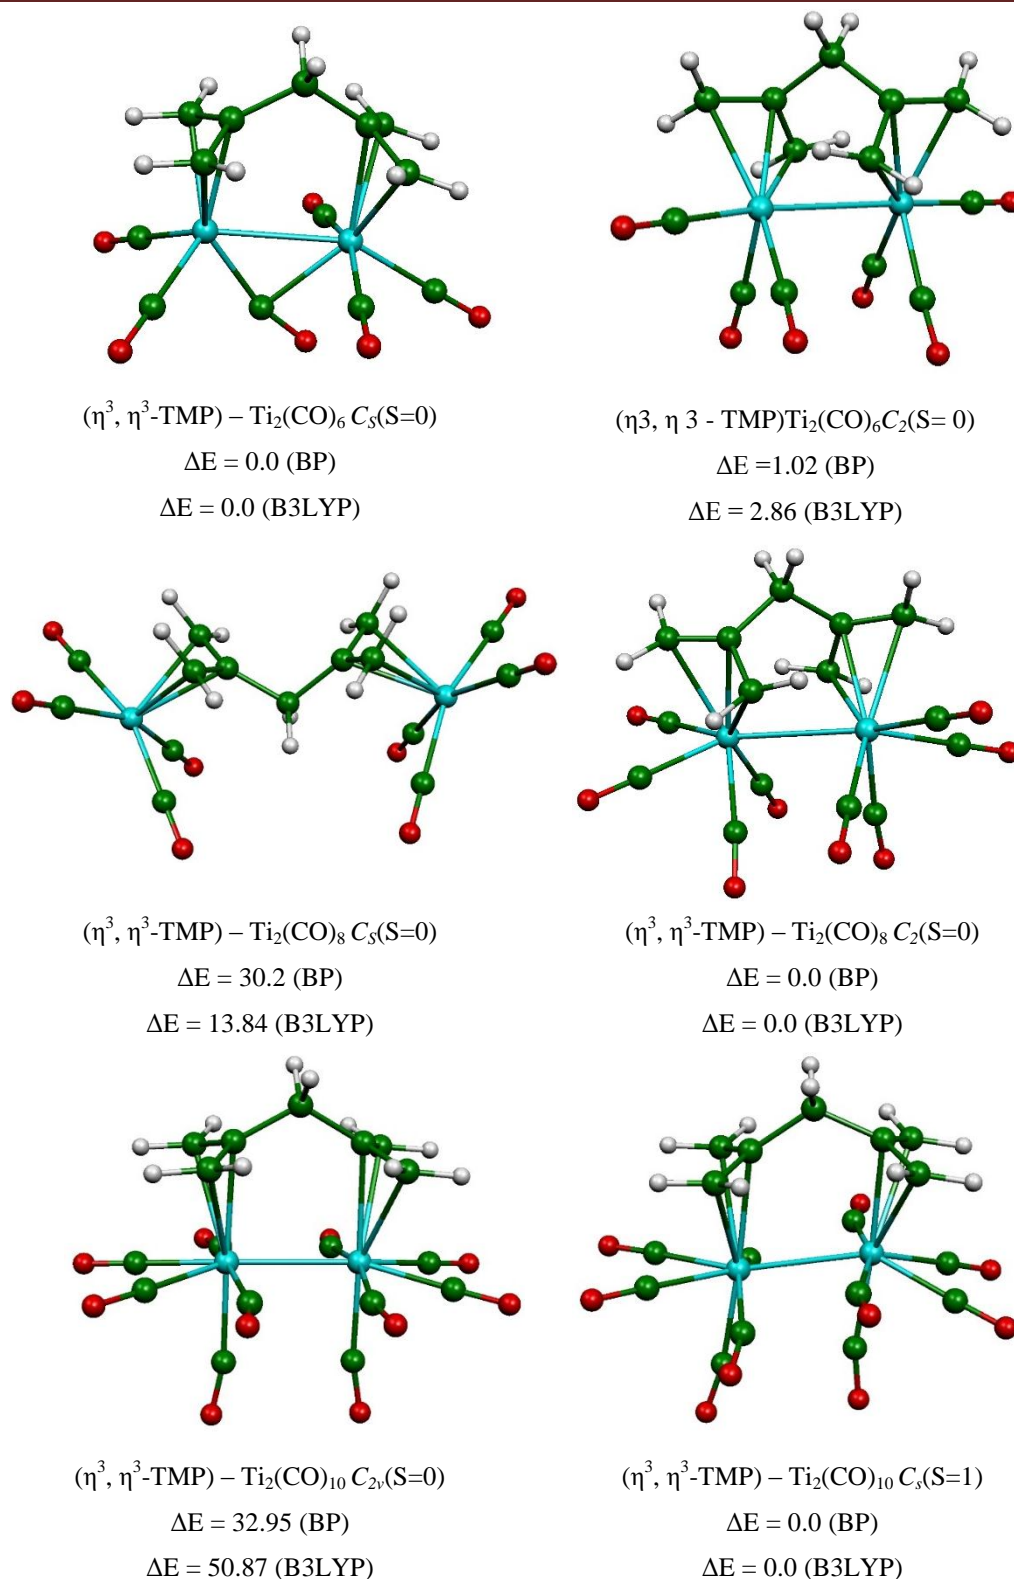 (η³, η³-TMP) – Ti₂(CO)₆ Cₛ(S=0)
ΔE = 0.0 (BP)
ΔE = 0.0 (B3LYP)
(η3, η 3 - TMP)Ti₂(CO)₆C₂(S= 0)
ΔE =1.02 (BP)
ΔE = 2.86 (B3LYP)
(η³, η³-TMP) – Ti₂(CO)₈ Cₛ(S=0)
ΔE = 30.2 (BP)
ΔE = 13.84 (B3LYP)
(η³, η³-TMP) – Ti₂(CO)₈ C₂(S=0)
ΔE = 0.0 (BP)
ΔE = 0.0 (B3LYP)
(η³, η³-TMP) – Ti₂(CO)₁₀ C₂ᵥ(S=0)
ΔE = 32.95 (BP)
ΔE = 50.87 (B3LYP)
(η³, η³-TMP) – Ti₂(CO)₁₀ Cₛ(S=1)
ΔE = 0.0 (BP)
ΔE = 0.0 (B3LYP)